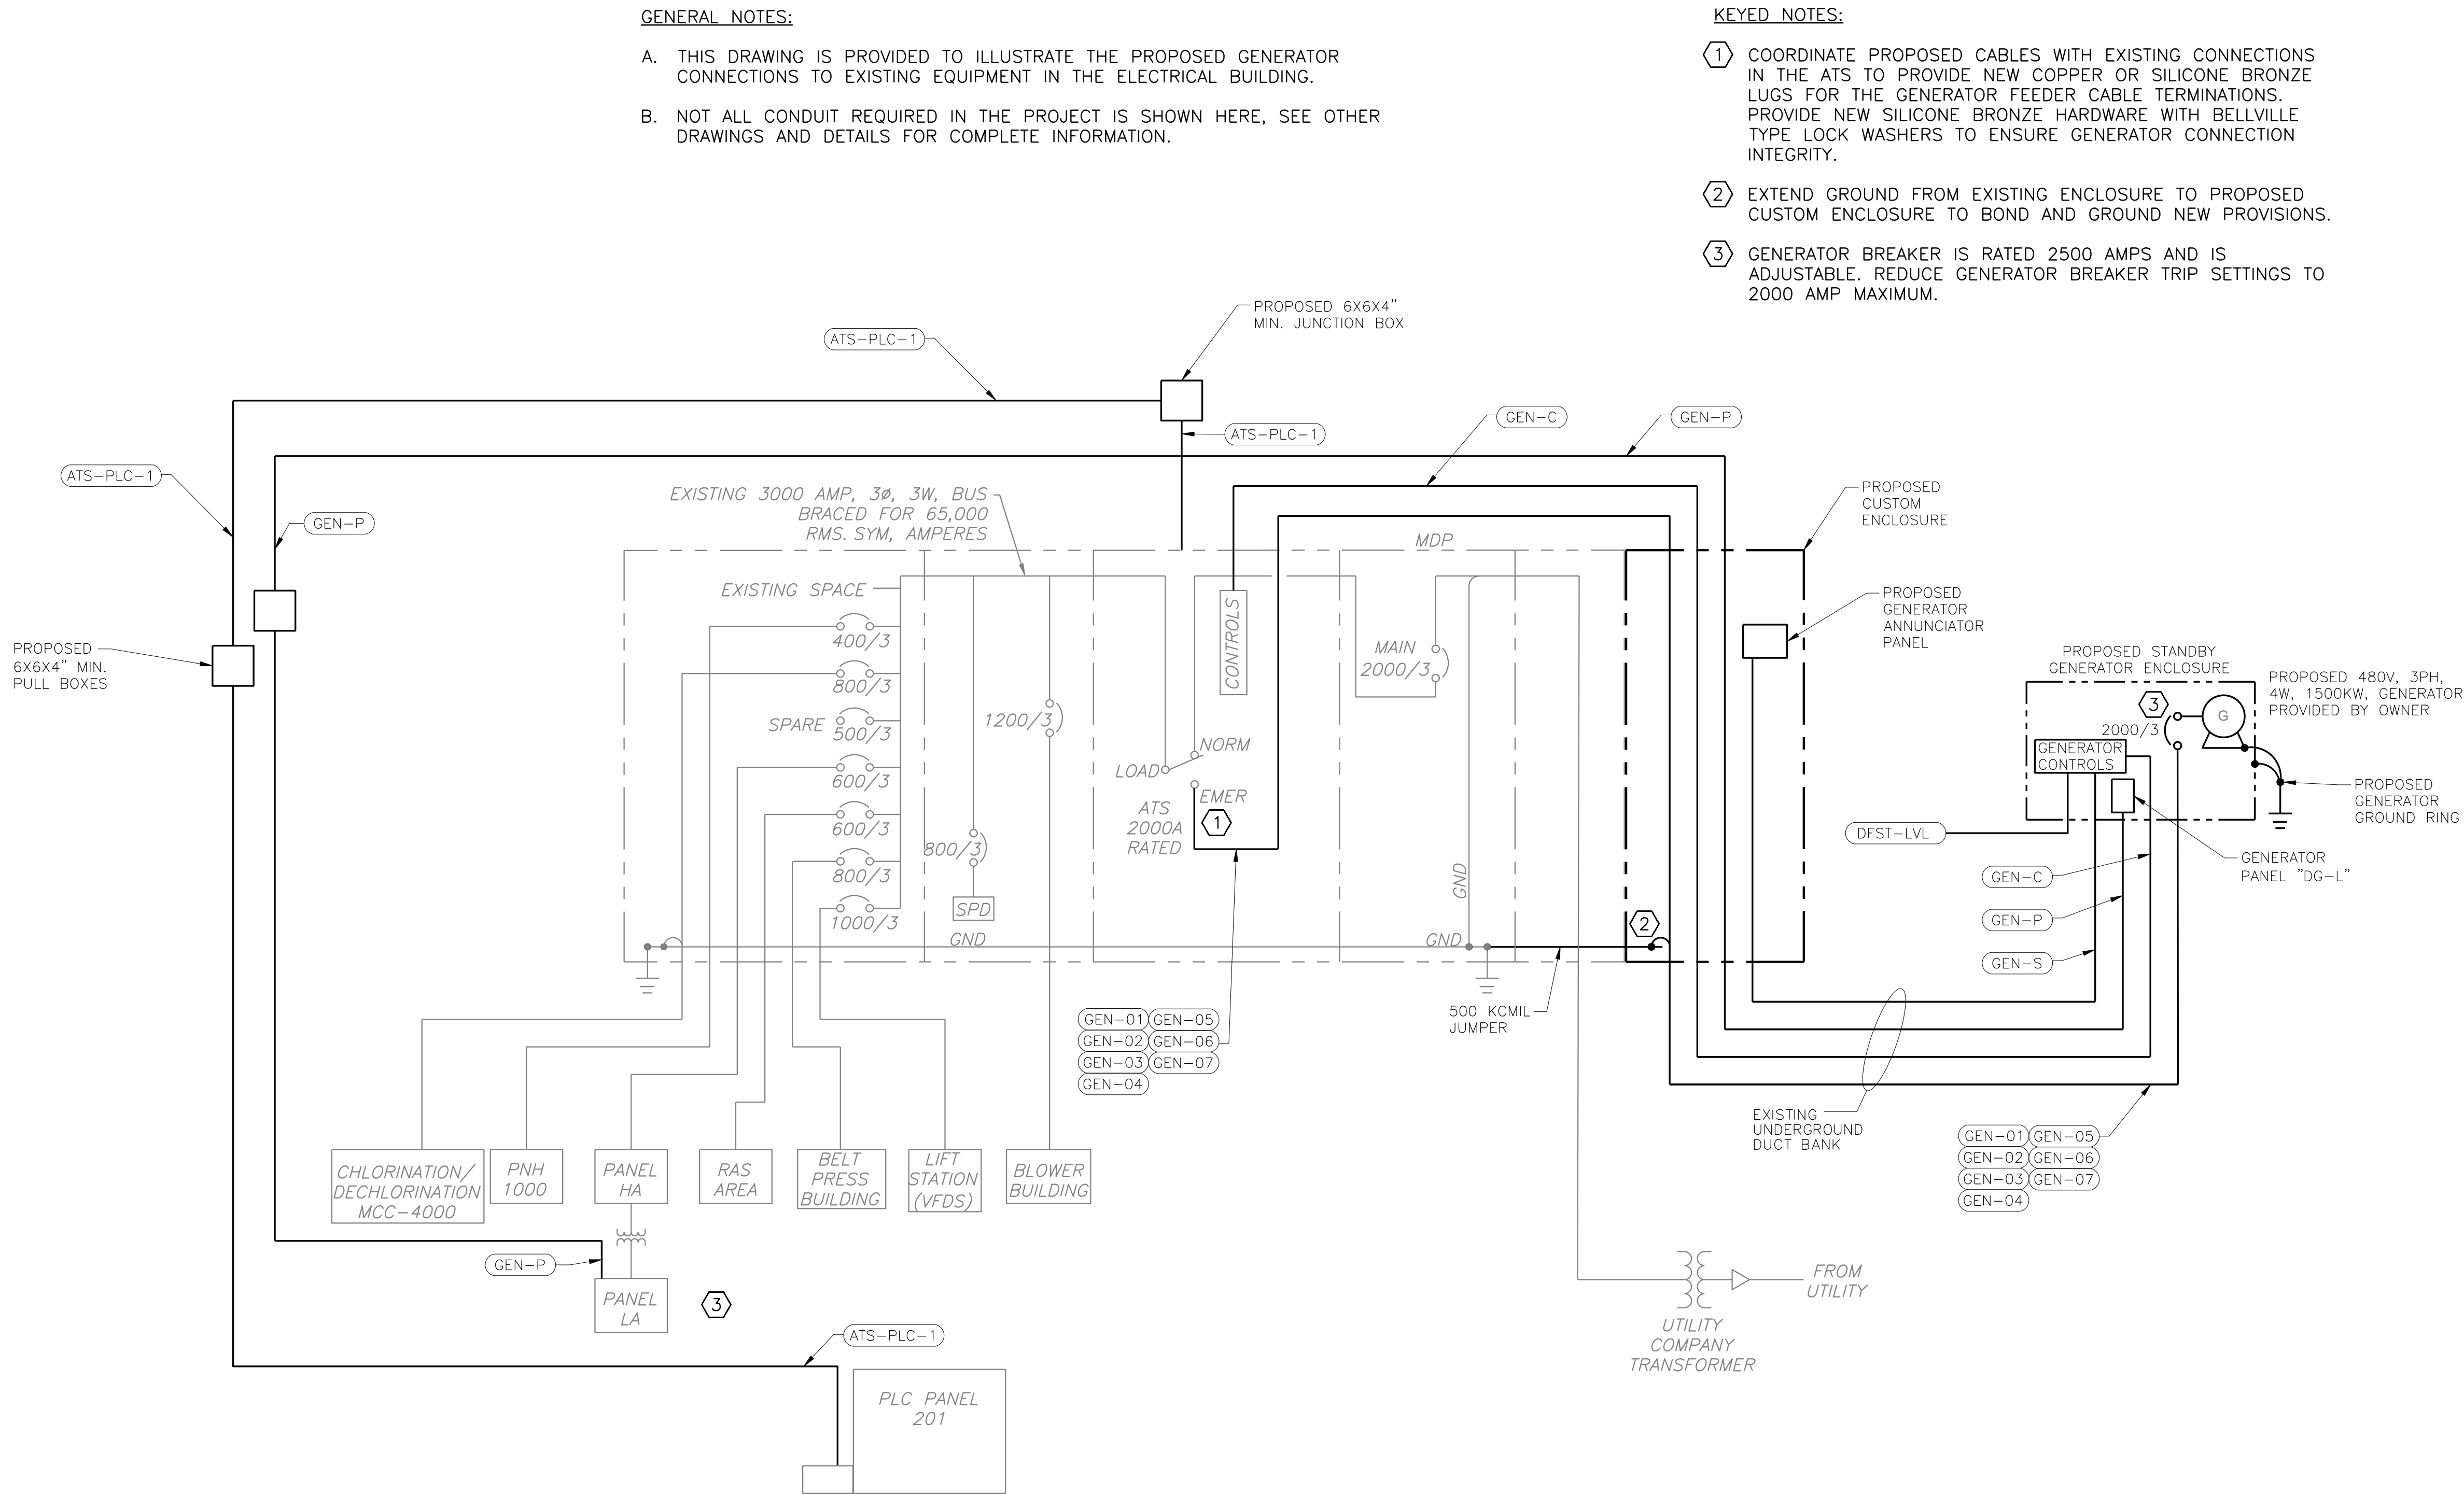 GENERAL NOTES:
A. THIS DRAWING IS PROVIDED TO ILLUSTRATE THE PROPOSED GENERATOR
CONNECTIONS TO EXISTING EQUIPMENT IN THE ELECTRICAL BUILDING.
B. NOT ALL CONDUIT REQUIRED IN THE PROJECT IS SHOWN HERE, SEE OTHER
DRAWINGS AND DETAILS FOR COMPLETE INFORMATION.
KEYED NOTES:
1 COORDINATE PROPOSED CABLES WITH EXISTING CONNECTIONS
IN THE ATS TO PROVIDE NEW COPPER OR SILICONE BRONZE
LUGS FOR THE GENERATOR FEEDER CABLE TERMINATIONS.
PROVIDE NEW SILICONE BRONZE HARDWARE WITH BELLVILLE
TYPE LOCK WASHERS TO ENSURE GENERATOR CONNECTION
INTEGRITY.
2 EXTEND GROUND FROM EXISTING ENCLOSURE TO PROPOSED
CUSTOM ENCLOSURE TO BOND AND GROUND NEW PROVISIONS.
3 GENERATOR BREAKER IS RATED 2500 AMPS AND IS
ADJUSTABLE. REDUCE GENERATOR BREAKER TRIP SETTINGS TO
2000 AMP MAXIMUM.
PROPOSED 6X6X4"
MIN. JUNCTION BOX
ATS-PLC-1
ATS-PLC-1
GEN-C
GEN-P
ATS-PLC-1
GEN-P
EXISTING 3000 AMP, 3ø, 3W, BUS
BRACED FOR 65,000
RMS. SYM, AMPERES
MDP
PROPOSED
CUSTOM
ENCLOSURE
EXISTING SPACE
400/3
800/3
SPARE
500/3
600/3
600/3
800/3
1000/3
1200/3
800/3
SPD
GND
LOAD
NORM
EMER
ATS
2000A
RATED
1
CONTROLS
MAIN
2000/3
GND
GND
2
PROPOSED
GENERATOR
ANNUNCIATOR
PANEL
PROPOSED
6X6X4" MIN.
PULL BOXES
PROPOSED STANDBY
GENERATOR ENCLOSURE
PROPOSED 480V, 3PH,
4W, 1500KW, GENERATOR
PROVIDED BY OWNER
3
2000/3
G
GENERATOR
CONTROLS
PROPOSED
GENERATOR
GROUND RING
DFST-LVL
GENERATOR
PANEL "DG-L"
GEN-C
GEN-P
GEN-S
500 KCMIL
JUMPER
GEN-01 GEN-05
GEN-02 GEN-06
GEN-03 GEN-07
GEN-04
EXISTING
UNDERGROUND
DUCT BANK
GEN-01 GEN-05
GEN-02 GEN-06
GEN-03 GEN-07
GEN-04
CHLORINATION/
DECHLORINATION
MCC-4000
PNH
1000
PANEL
HA
RAS
AREA
BELT
PRESS
BUILDING
LIFT
STATION
(VFDS)
BLOWER
BUILDING
GEN-P
PANEL
LA
3
FROM
UTILITY
UTILITY
COMPANY
TRANSFORMER
ATS-PLC-1
PLC PANEL
201